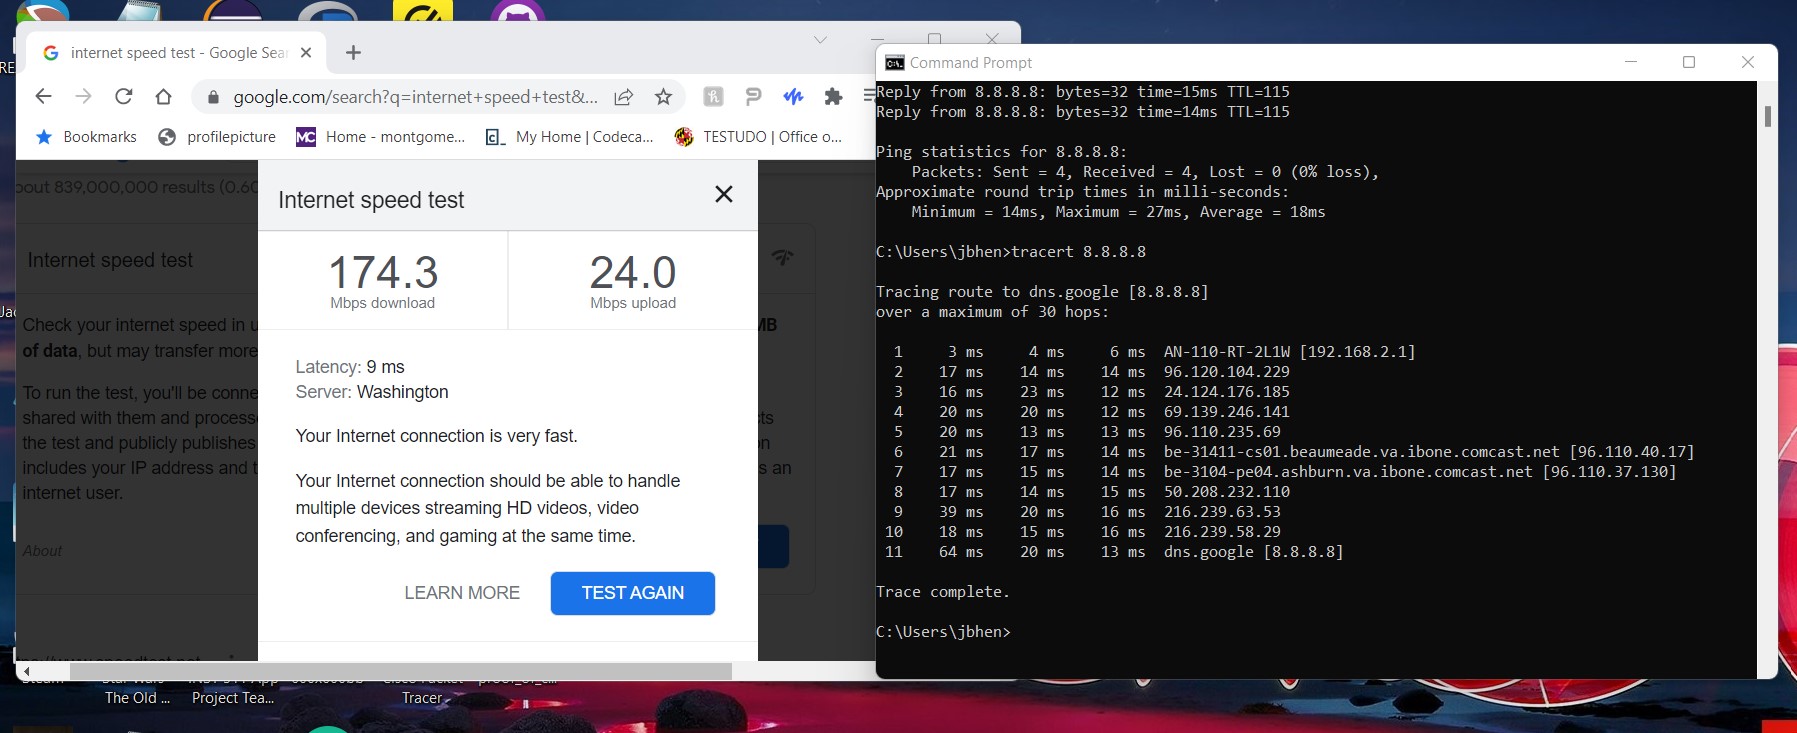 internet speed test - Google Sear
google.com/search?q=internet+speed+test&...
Bookmarks
profilepicture
MC
Home - montgome...
My Home | Codeca...
TESTUDO | Office o...
bout 839,000,000 results (0.60
Internet speed test
Check your internet speed in u
of data, but may transfer more
To run the test, you'll be conne
shared with them and process
the test and publicly publishes
includes your IP address and t
internet user.
About
Internet speed test
174.3
Mbps download
24.0
Mbps upload
Latency: 9 ms
Server: Washington
Your Internet connection is very fast.
Your Internet connection should be able to handle
multiple devices streaming HD videos, video
conferencing, and gaming at the same time.
LEARN MORE
TEST AGAIN
MB
cts
s an
The Old ...
Project Tea...
Tracer
Command Prompt
Reply from 8.8.8.8: bytes=32 time=15ms TTL=115
Reply from 8.8.8.8: bytes=32 time=14ms TTL=115
Ping statistics for 8.8.8.8:
Packets: Sent = 4, Received = 4, Lost = 0 (0% loss),
Approximate round trip times in milli-seconds:
Minimum = 14ms, Maximum = 27ms, Average = 18ms
C:\Users\jbhen>tracert 8.8.8.8
Tracing route to dns.google [8.8.8.8]
over a maximum of 30 hops:
1 3 ms 4 ms 6 ms AN-110-RT-2L1W [192.168.2.1]
2 17 ms 14 ms 14 ms 96.120.104.229
3 16 ms 23 ms 12 ms 24.124.176.185
4 20 ms 20 ms 12 ms 69.139.246.141
5 20 ms 13 ms 13 ms 96.110.235.69
6 21 ms 17 ms 14 ms be-31411-cs01.beaumeade.va.ibone.comcast.net [96.110.40.17]
7 17 ms 15 ms 14 ms be-3104-pe04.ashburn.va.ibone.comcast.net [96.110.37.130]
8 17 ms 14 ms 15 ms 50.208.232.110
9 39 ms 20 ms 16 ms 216.239.63.53
10 18 ms 15 ms 16 ms 216.239.58.29
11 64 ms 20 ms 13 ms dns.google [8.8.8.8]
Trace complete.
C:\Users\jbhen>